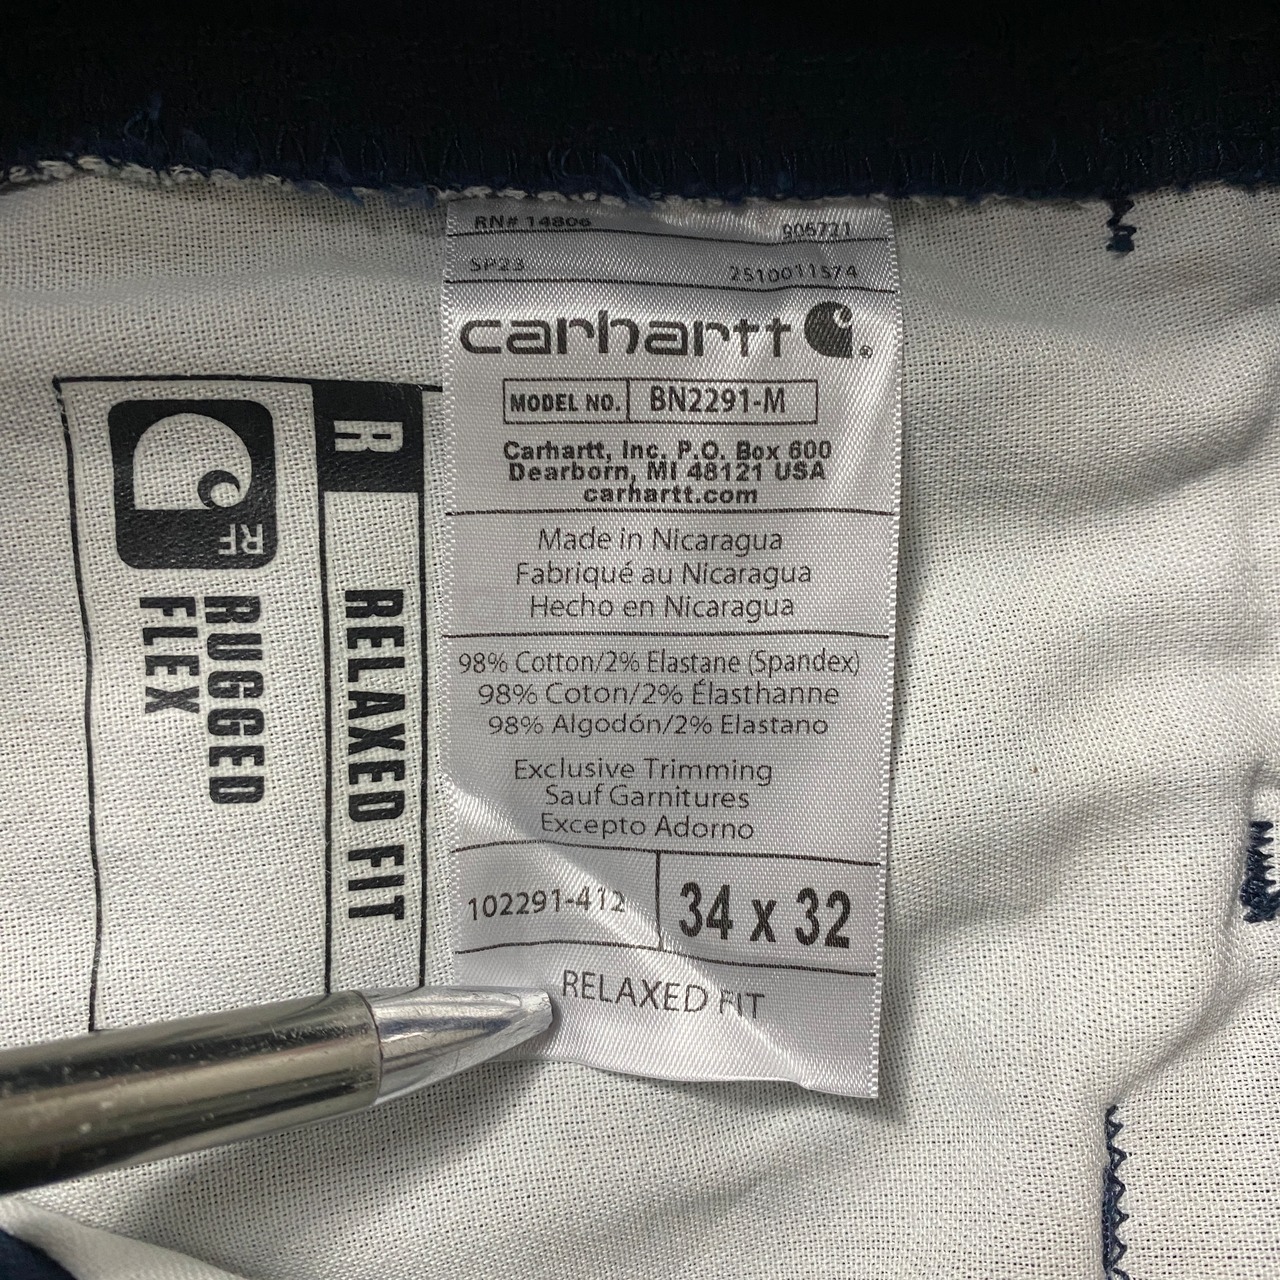 RN# 14806 905721
SP23 2510011574
carhartt
MODEL NO. BN2291-M
Carhartt, Inc. P.O. Box 600
Dearborn, MI 48121 USA
carhartt.com
Made in Nicaragua
Fabriqué au Nicaragua
Hecho en Nicaragua
98% Cotton/2% Elastane (Spandex)
98% Coton/2% Élasthanne
98% Algodón/2% Elastano
Exclusive Trimming
Sauf Garnitures
Excepto Adorno
102291-412 34 x 32
RELAXED FIT
R RELAXED FIT
RF
RUGGED
FLEX